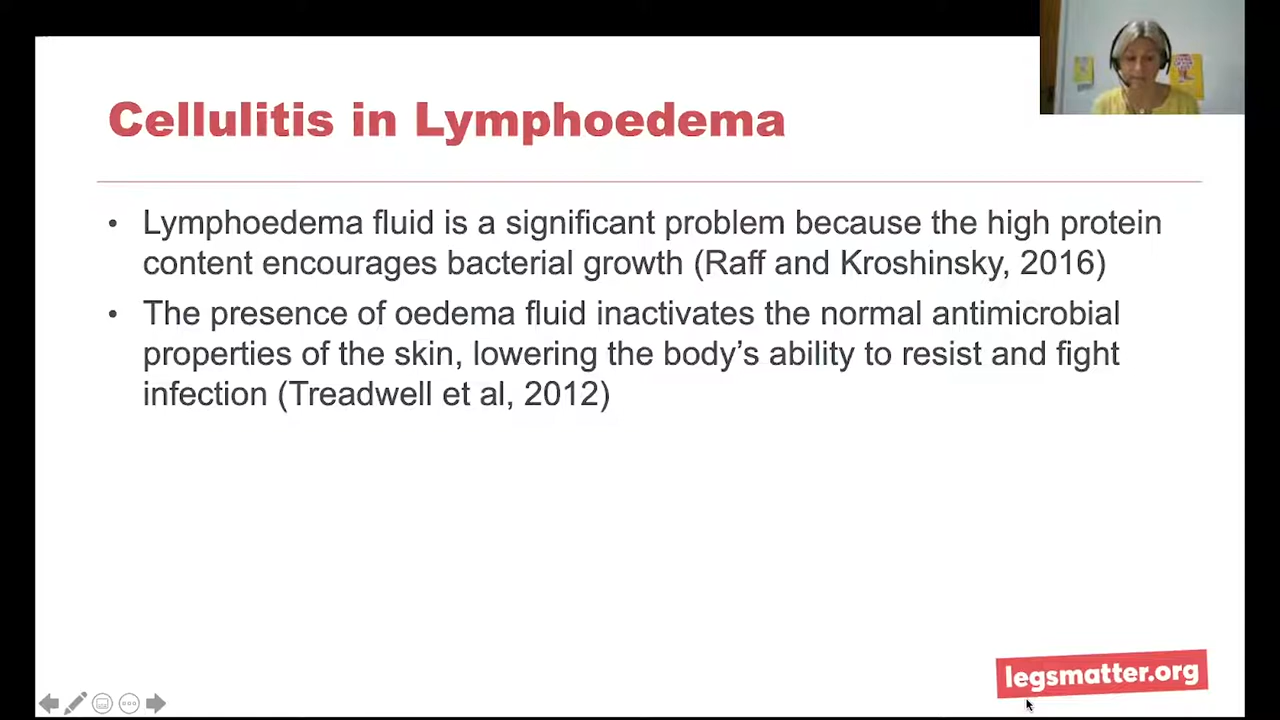 Cellulitis in Lymphoedema
• Lymphoedema fluid is a significant problem because the high protein
content encourages bacterial growth (Raff and Kroshinsky, 2016)
• The presence of oedema fluid inactivates the normal antimicrobial
properties of the skin, lowering the body’s ability to resist and fight
infection (Treadwell et al, 2012)
legsmatter.org